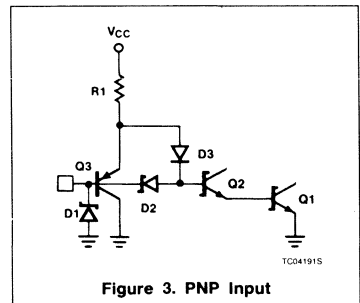 VCC
R1
D3
Q3
Q2
Q1
D1
D2
TC04191S
Figure 3. PNP Input